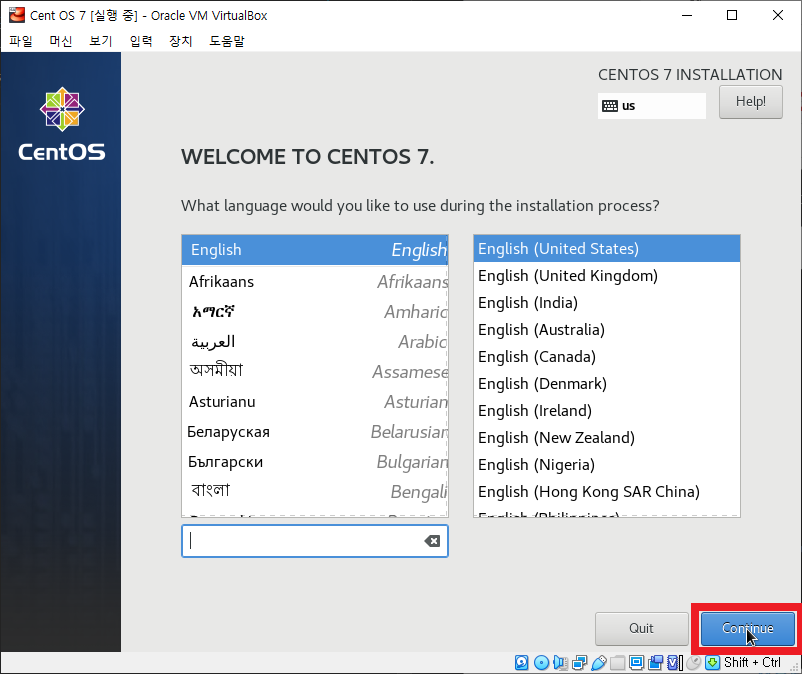 Cent OS 7 [실행 중] - Oracle VM VirtualBox
파일 머신 보기 입력 장치 도움말
CentOS
CENTOS 7 INSTALLATION
us
Help!
WELCOME TO CENTOS 7.
What language would you like to use during the installation process?
English English
Afrikaans Afrikaans
አማርኛ Amharic
العربية Arabic
অসমীয়া Assamese
Asturianu Asturian
Беларуская Belarusian
Български Bulgarian
বাংলা Bengali
English (United States)
English (United Kingdom)
English (India)
English (Australia)
English (Canada)
English (Denmark)
English (Ireland)
English (New Zealand)
English (Nigeria)
English (Hong Kong SAR China)
English (Philippines)
Quit
Continue
Shift + Ctrl